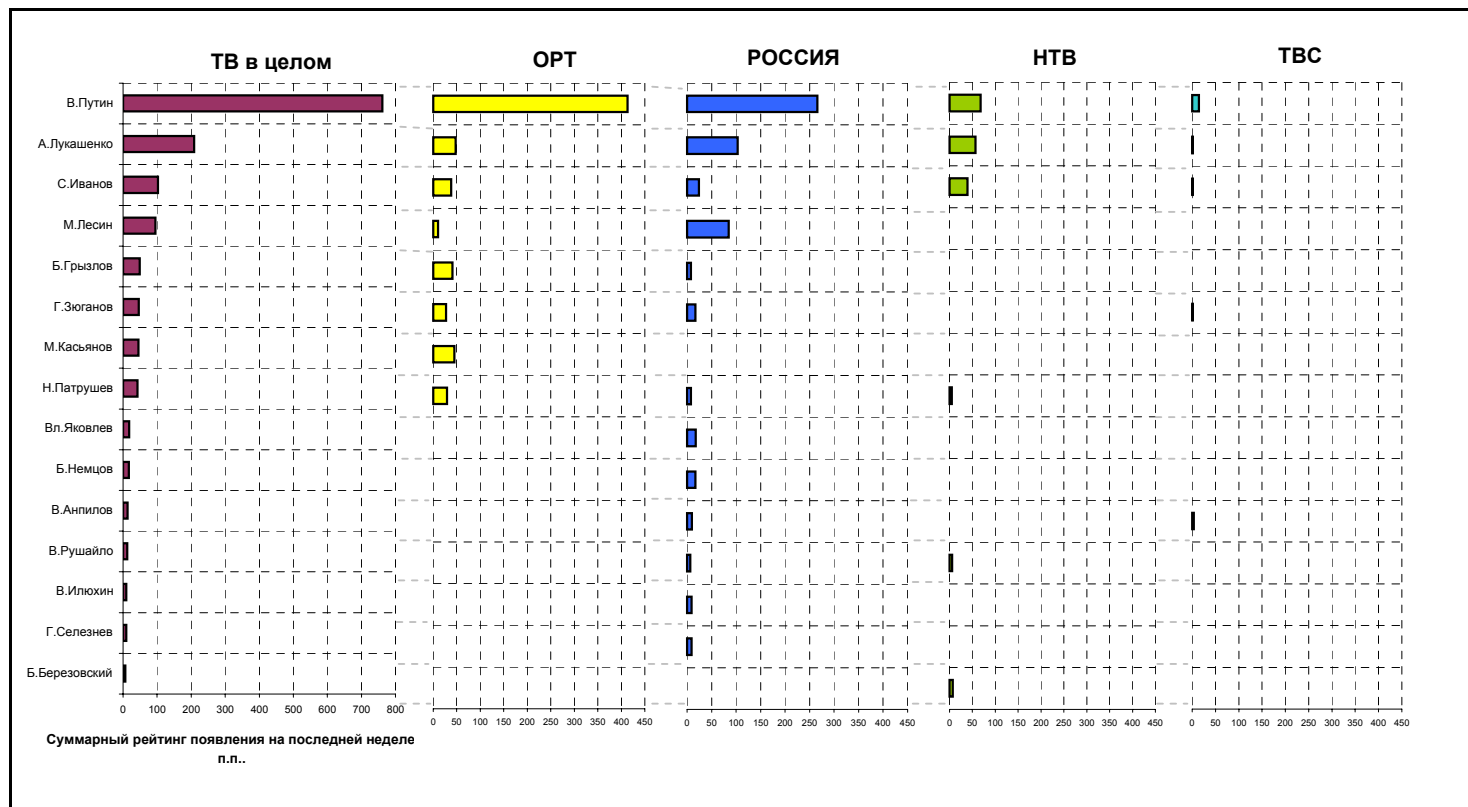 ТВ в целом
ОРТ
РОССИЯ
НТВ
ТВС
В.Путин
А.Лукашенко
С.Иванов
М.Лесин
Б.Грызлов
Г.Зюганов
М.Касьянов
Н.Патрушев
Вл.Яковлев
Б.Немцов
В.Анпилов
В.Рушайло
В.Илюхин
Г.Селезнев
Б.Березовский
0 100 200 300 400 500 600 700 800
0 50 100 150 200 250 300 350 400 450
0 50 100 150 200 250 300 350 400 450
0 50 100 150 200 250 300 350 400 450
0 50 100 150 200 250 300 350 400 450
Суммарный рейтинг появления на последней неделе
п.п..